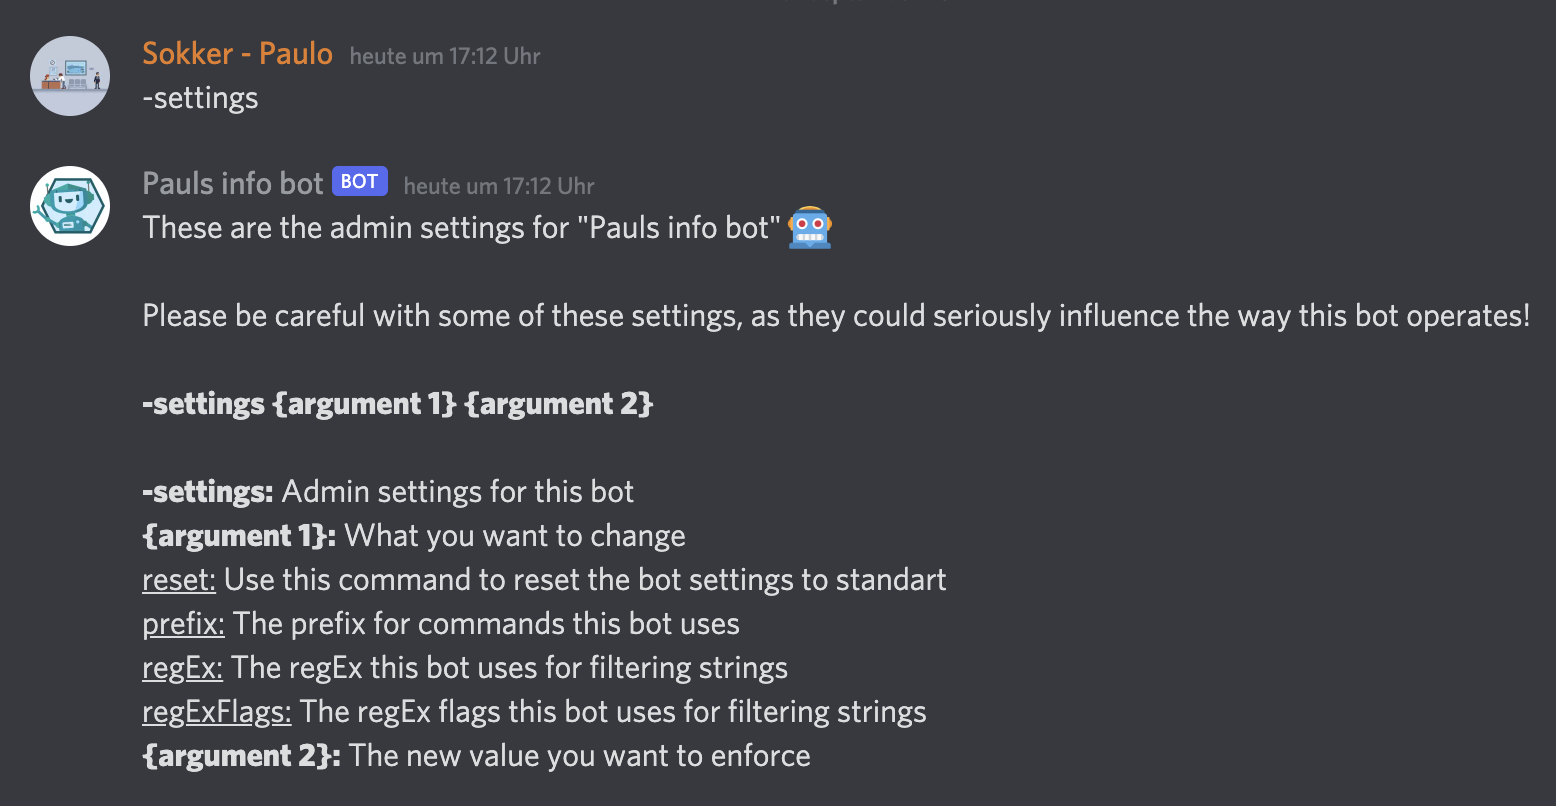 Sokker - Paulo heute um 17:12 Uhr
-settings
Pauls info bot BOT heute um 17:12 Uhr
These are the admin settings for "Pauls info bot"
Please be careful with some of these settings, as they could seriously influence the way this bot operates!
-settings {argument 1} {argument 2}
-settings: Admin settings for this bot
{argument 1}: What you want to change
reset: Use this command to reset the bot settings to standart
prefix: The prefix for commands this bot uses
regEx: The regEx this bot uses for filtering strings
regExFlags: The regEx flags this bot uses for filtering strings
{argument 2}: The new value you want to enforce